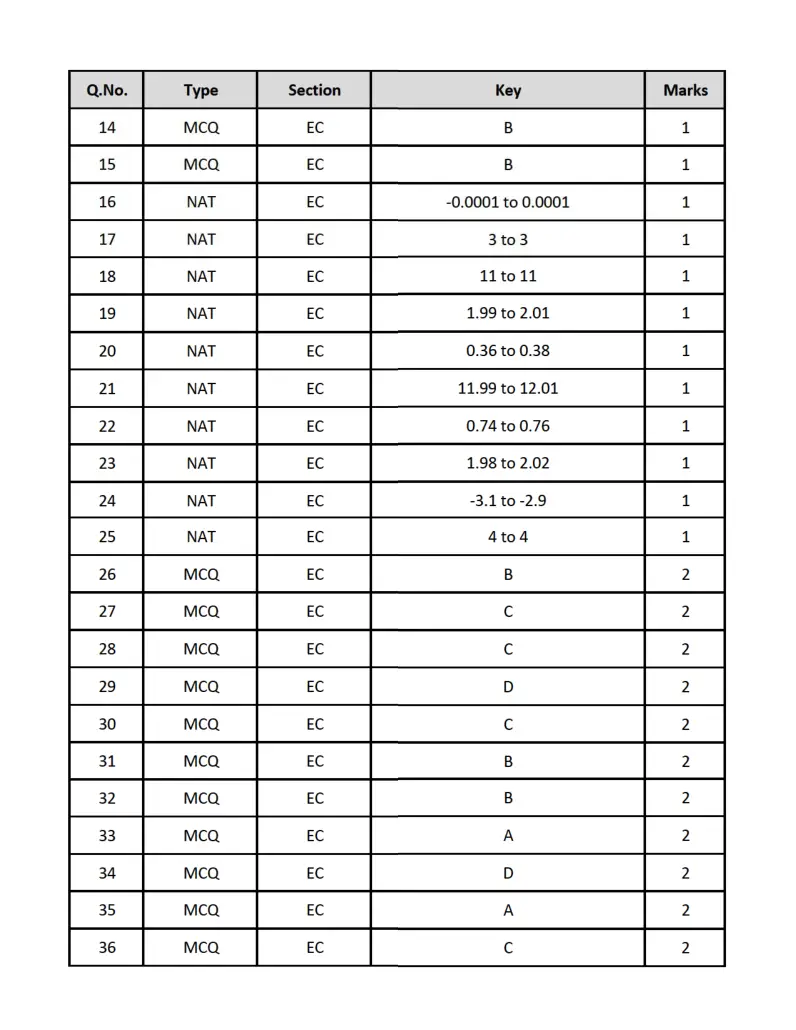 Q.No. Type Section Key Marks
14 MCQ EC B 1
15 MCQ EC B 1
16 NAT EC -0.0001 to 0.0001 1
17 NAT EC 3 to 3 1
18 NAT EC 11 to 11 1
19 NAT EC 1.99 to 2.01 1
20 NAT EC 0.36 to 0.38 1
21 NAT EC 11.99 to 12.01 1
22 NAT EC 0.74 to 0.76 1
23 NAT EC 1.98 to 2.02 1
24 NAT EC -3.1 to -2.9 1
25 NAT EC 4 to 4 1
26 MCQ EC B 2
27 MCQ EC C 2
28 MCQ EC C 2
29 MCQ EC D 2
30 MCQ EC C 2
31 MCQ EC B 2
32 MCQ EC B 2
33 MCQ EC A 2
34 MCQ EC D 2
35 MCQ EC A 2
36 MCQ EC C 2